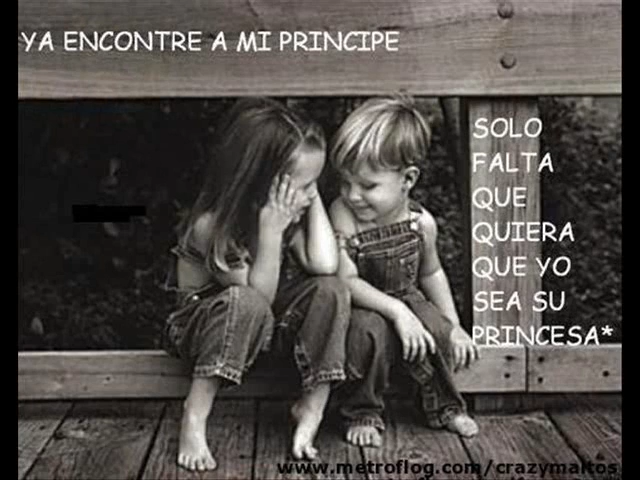 YA ENCONTRE A MI PRINCIPE
SOLO
FALTA
QUE
QUIERA
QUE YO
SEA SU
PRINCESA*
www.metroflog.com/crazymaltos